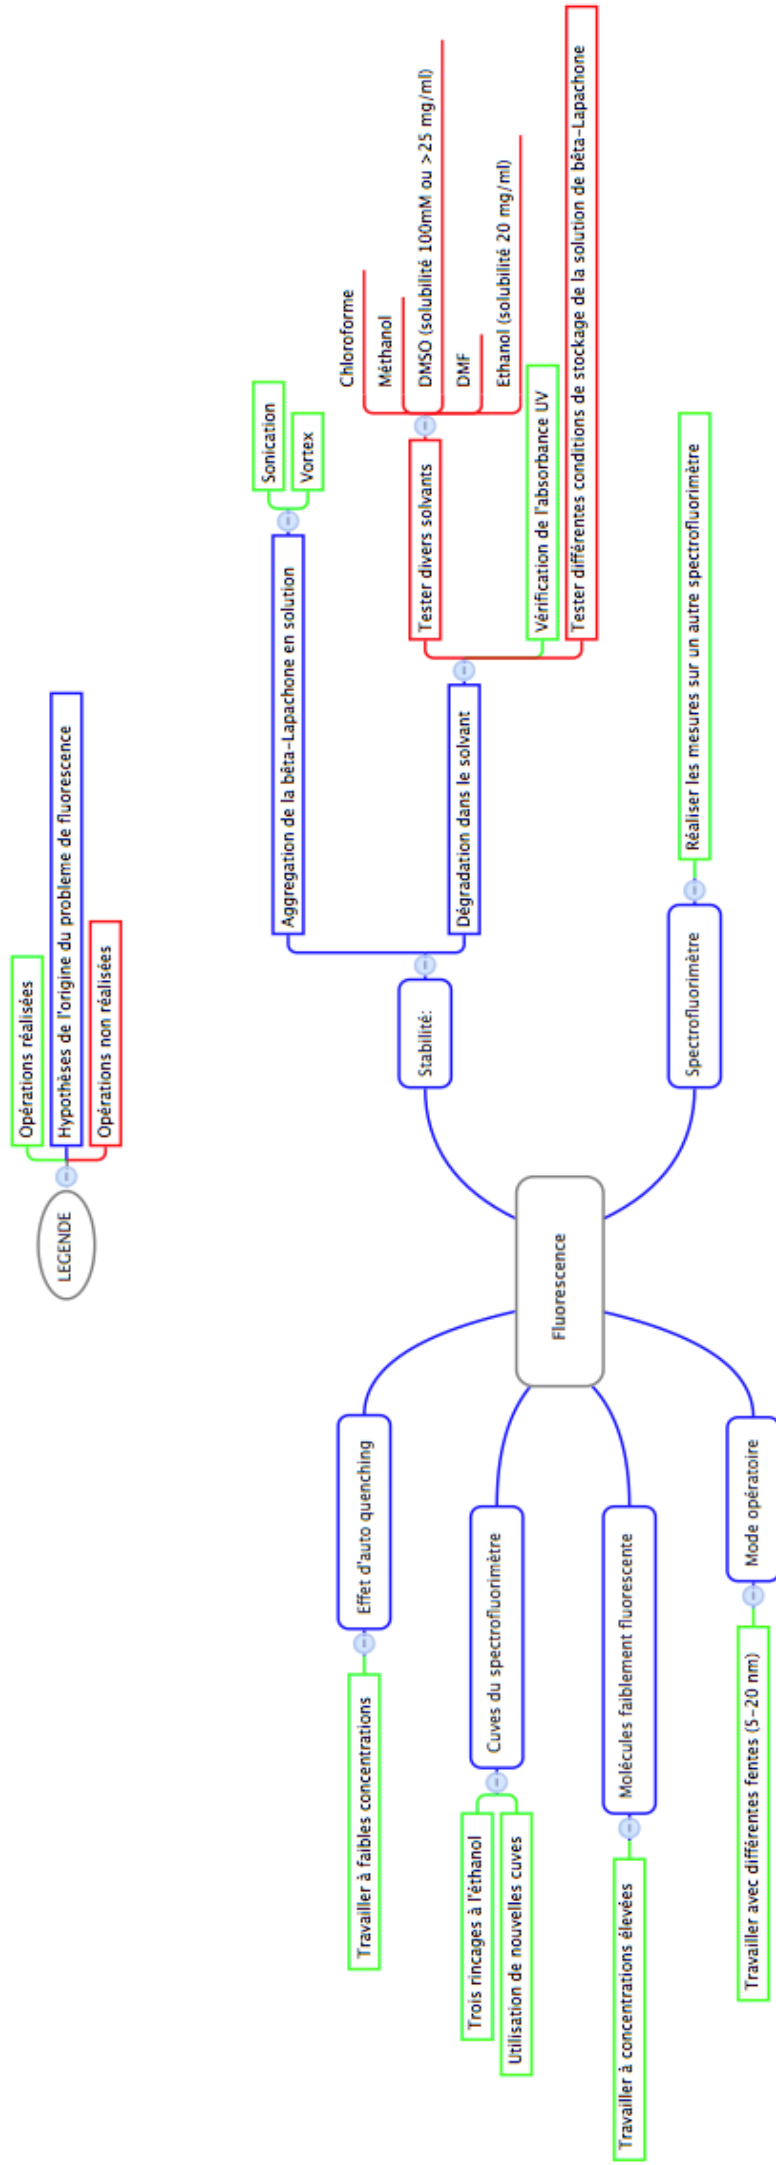 LEGENDE
Opérations réalisées
Hypothèses de l'origine du probleme de fluorescence
Opérations non réalisées
Fluorescence
Effet d'auto quenching
Travailler à faibles concentrations
Cuves du spectrofluorimètre
Trois rincages à l'éthanol
Utilisation de nouvelles cuves
Molécules faiblement fluorescente
Travailler à concentrations élevées
Mode opératoire
Travailler avec différentes fentes (5-20 nm)
Stabilité:
Aggregation de la bêta-Lapachone en solution
Sonication
Vortex
Dégradation dans le solvant
Tester divers solvants
Chloroforme
Méthanol
DMSO (solubilité 100mM ou >25 mg/ml)
DMF
Ethanol (solubilité 20 mg/ml)
Vérification de l'absorbance UV
Tester différentes conditions de stockage de la solution de bêta-Lapachone
Spectrofluorimètre
Réaliser les mesures sur un autre spectrofluorimètre